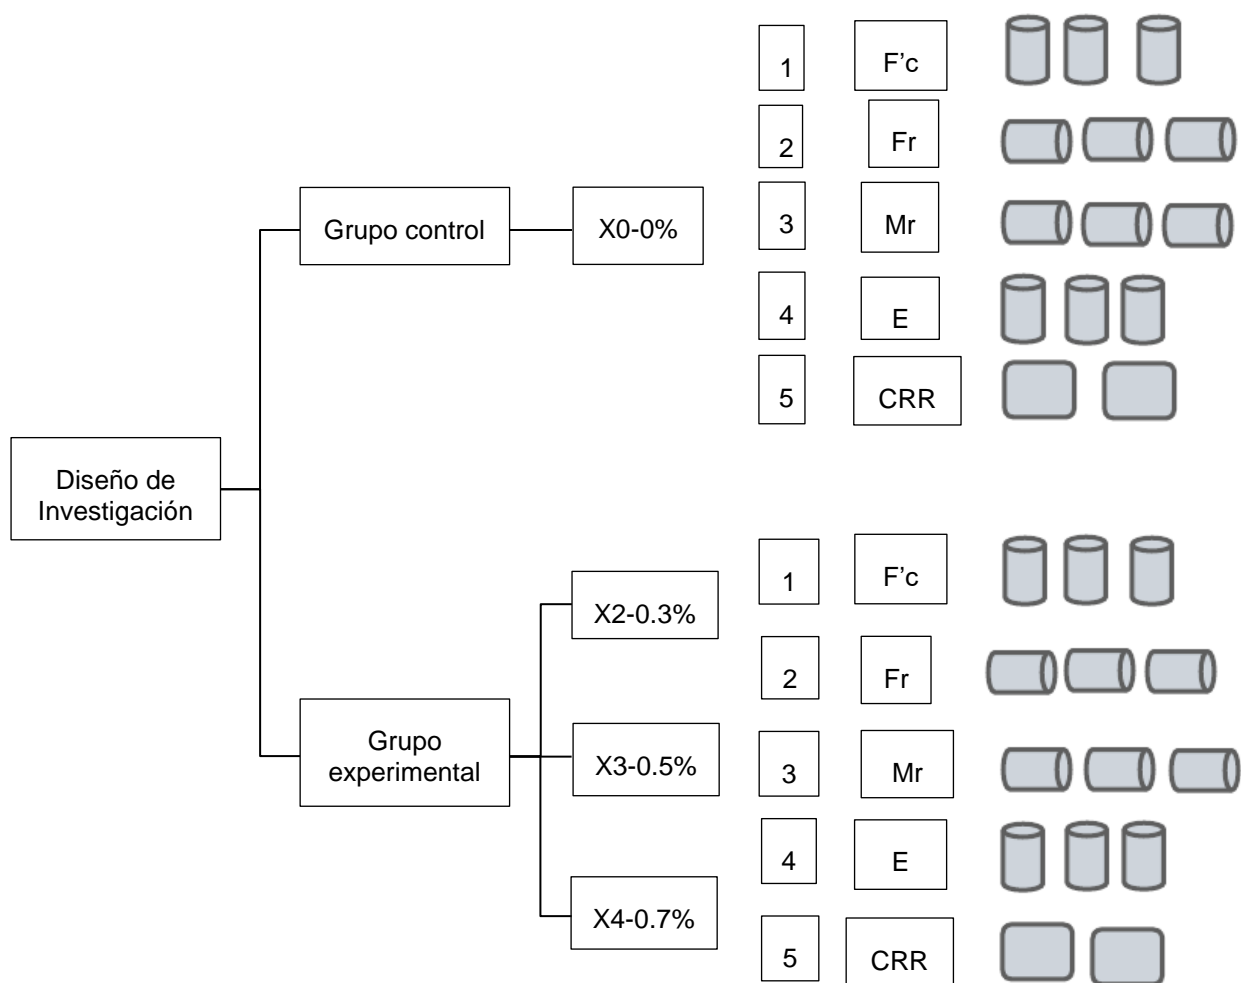 1
F’c
2
Fr
Grupo control
X0-0%
3
Mr
4
E
5
CRR
Diseño de
Investigación
1
F’c
X2-0.3%
2
Fr
Grupo
experimental
X3-0.5%
3
Mr
4
E
X4-0.7%
5
CRR